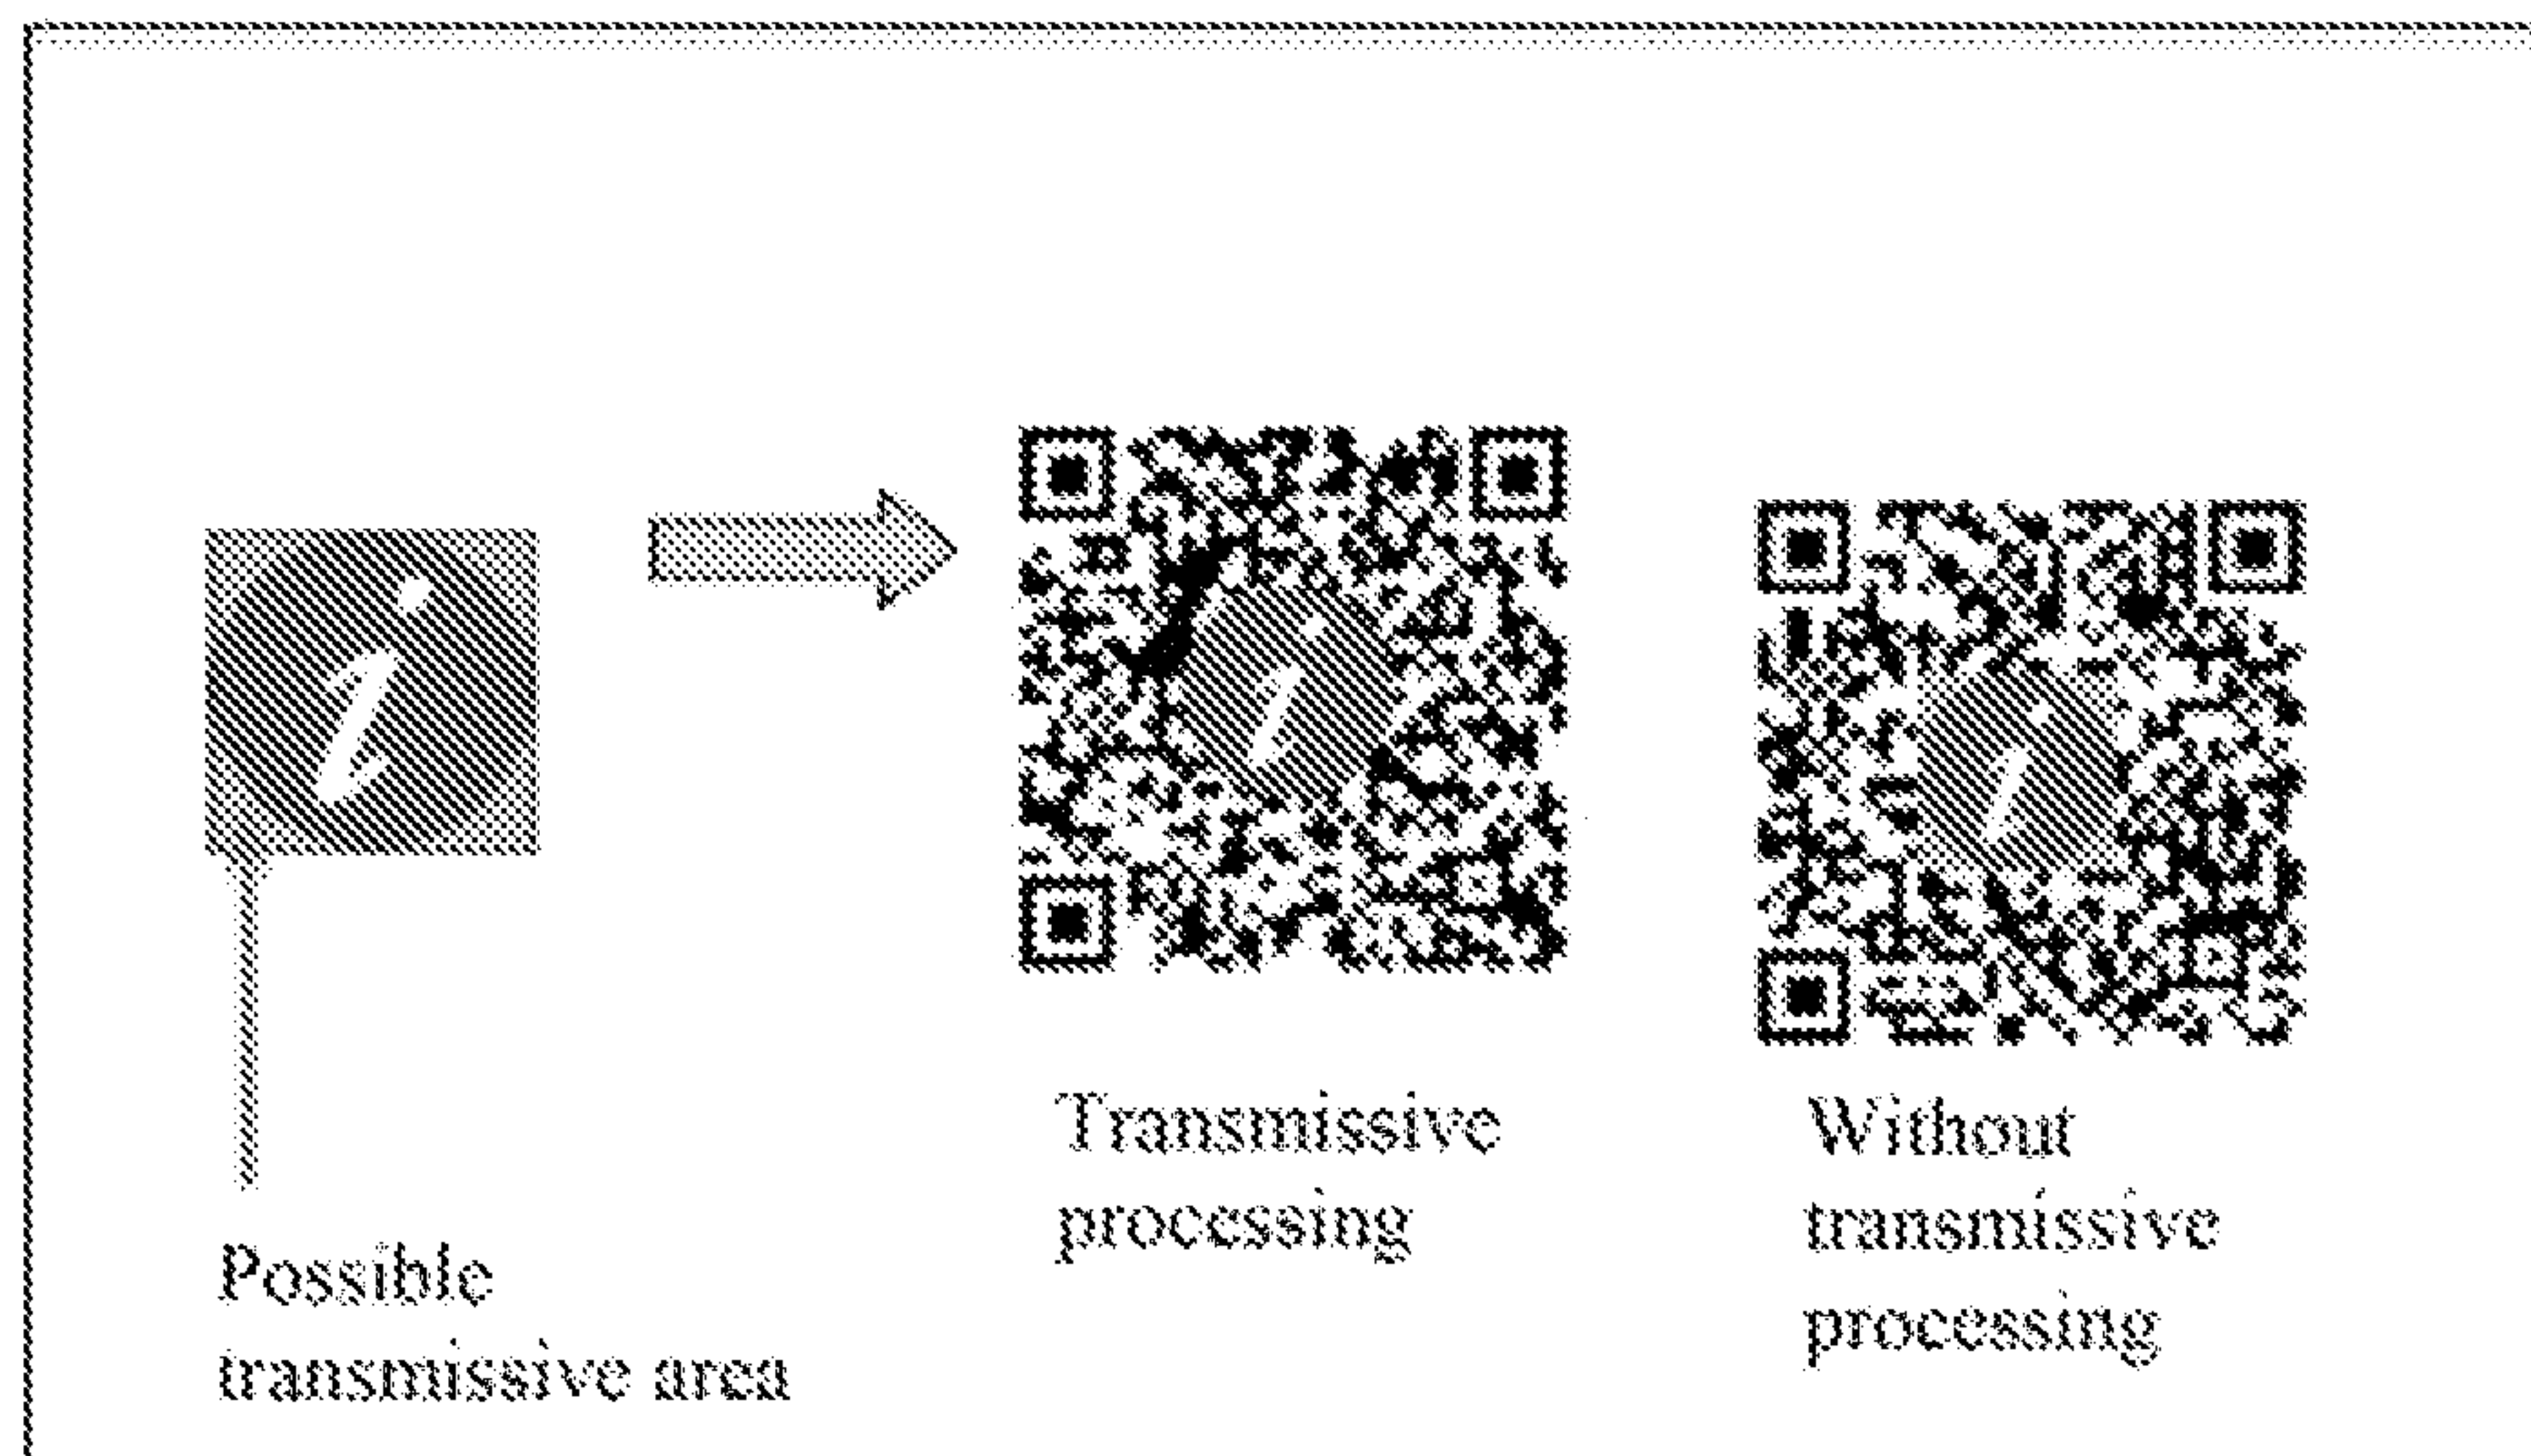 i
Possible
transmissive area
i
Transmissive
processing
i
Without
transmissive
processing